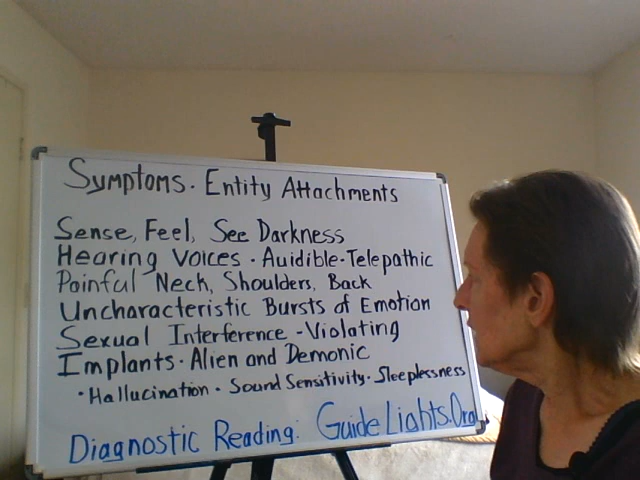 Symptoms. Entity Attachments
Sense, Feel, See Darkness
Hearing Voices · Auidible-Telepathic
Painful Neck, Shoulders, Back
Uncharacteristic Bursts of Emotion
Sexual Interference - Violating
Implants · Alien and Demonic
· Hallucination · Sound Sensitivity · Sleeplessness
Diagnostic Reading: GuideLights.Org